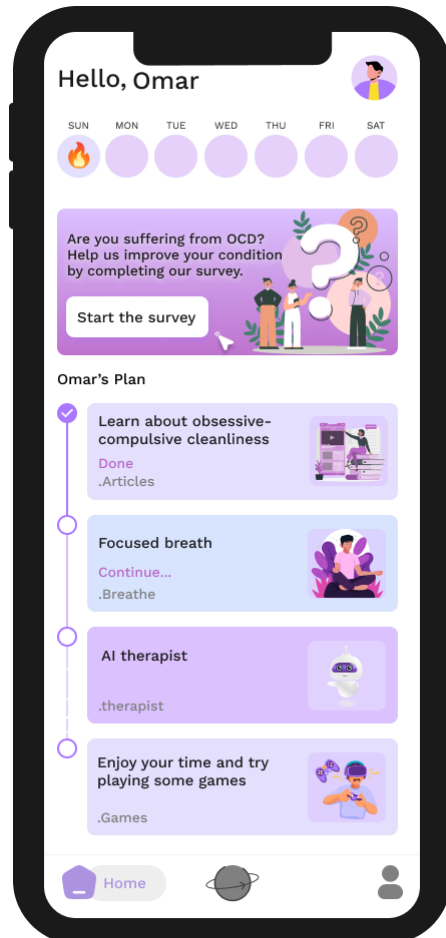 Hello, Omar
SUN MON TUE WED THU FRI SAT
Are you suffering from OCD?
Help us improve your condition
by completing our survey.
Start the survey
Omar's Plan
Learn about obsessive-
compulsive cleanliness
Done
.Articles
Focused breath
Continue...
.Breathe
AI therapist
.therapist
Enjoy your time and try
playing some games
.Games
Home